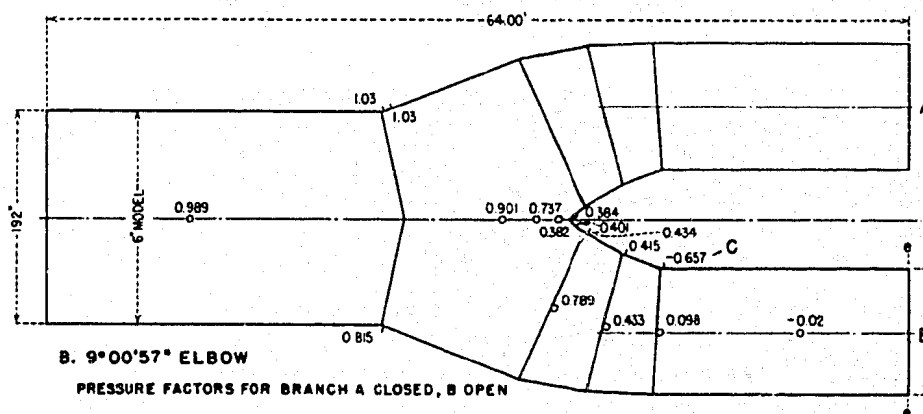 64.00'
1.03
1.03
A
192"
6" MODEL
0.989
0.901
0.737
0.384
0.382
0.401
0.434
0.415
-0.657
C
e
0.789
0.433
0.098
-0.02
B
0.815
B. 9°00'57" ELBOW
PRESSURE FACTORS FOR BRANCH A CLOSED, B OPEN
e